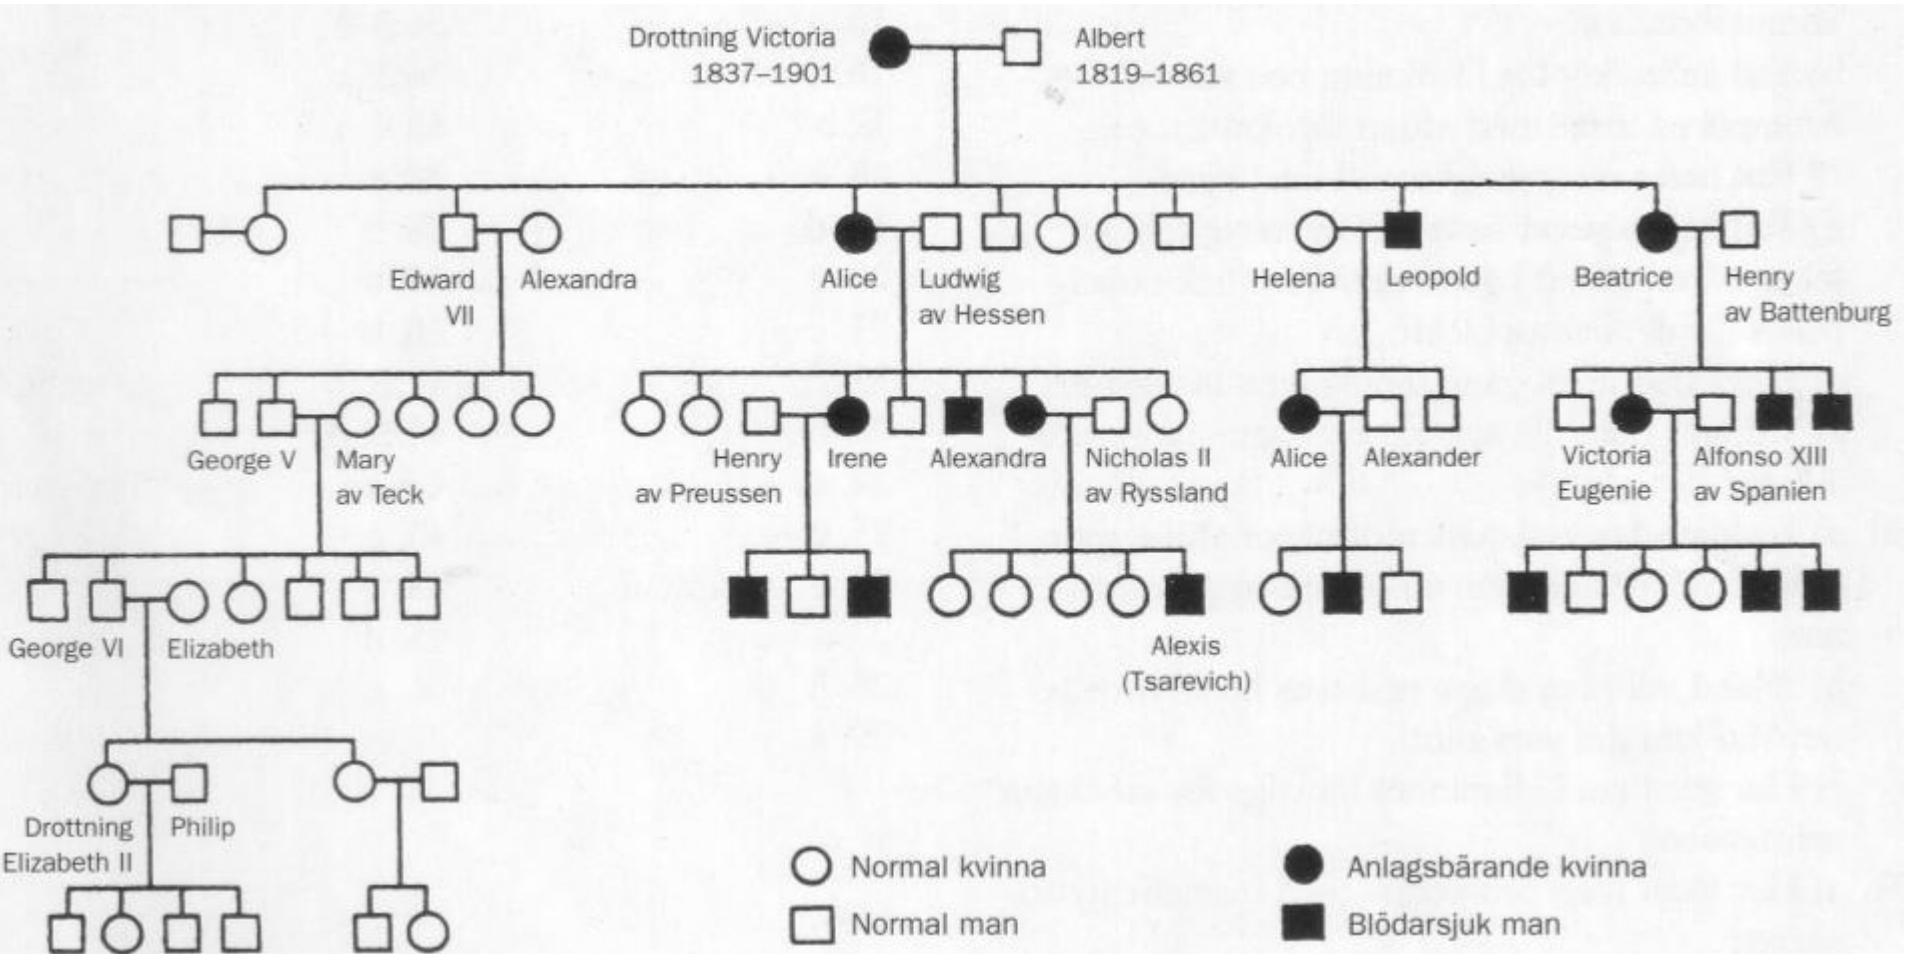 Drottning Victoria
1837–1901
Albert
1819–1861
Edward
VII
Alexandra
Alice
Ludwig
av Hessen
Helena
Leopold
Beatrice
Henry
av Battenburg
George V
Mary
av Teck
Henry
av Preussen
Irene
Alexandra
Nicholas II
av Ryssland
Alice
Alexander
Victoria
Eugenie
Alfonso XIII
av Spanien
George VI
Elizabeth
Alexis
(Tsarevich)
Drottning
Elizabeth II
Philip
Normal kvinna
Normal man
Anlagsbärande kvinna
Blödarsjuk man